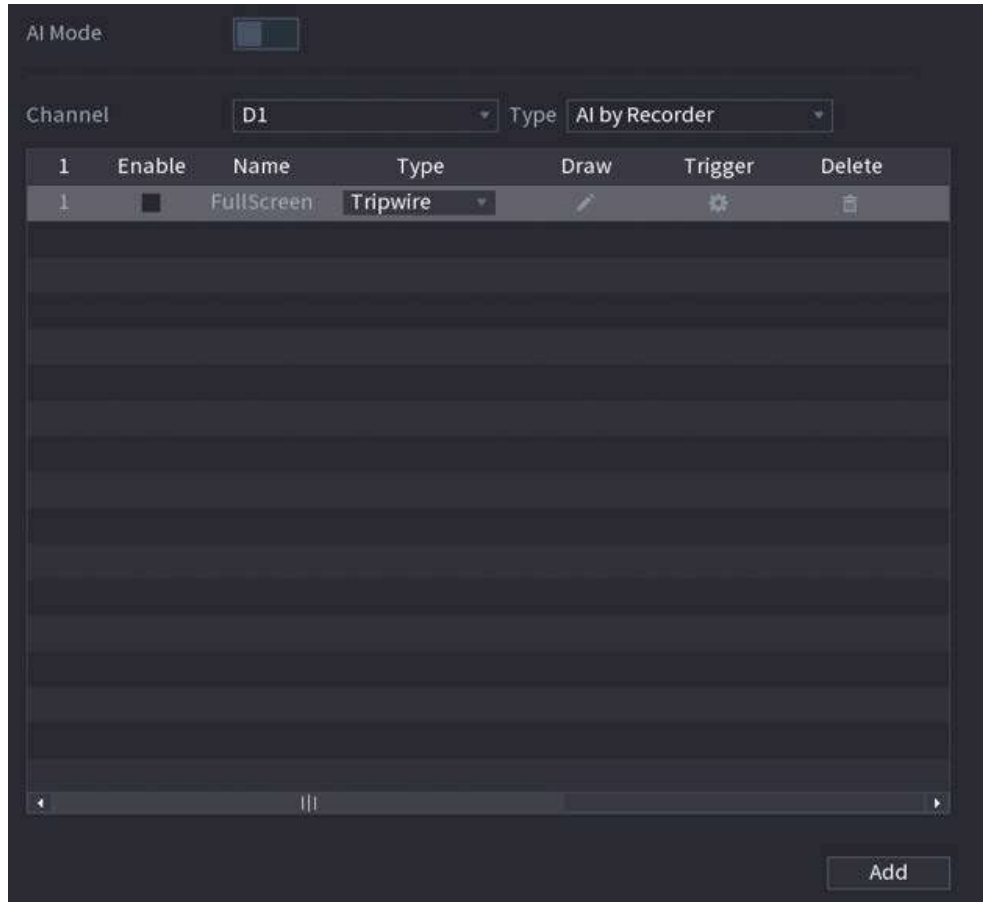 AI Mode
Channel D1 Type AI by Recorder
1 Enable Name Type Draw Trigger Delete
1 FullScreen Tripwire
Add